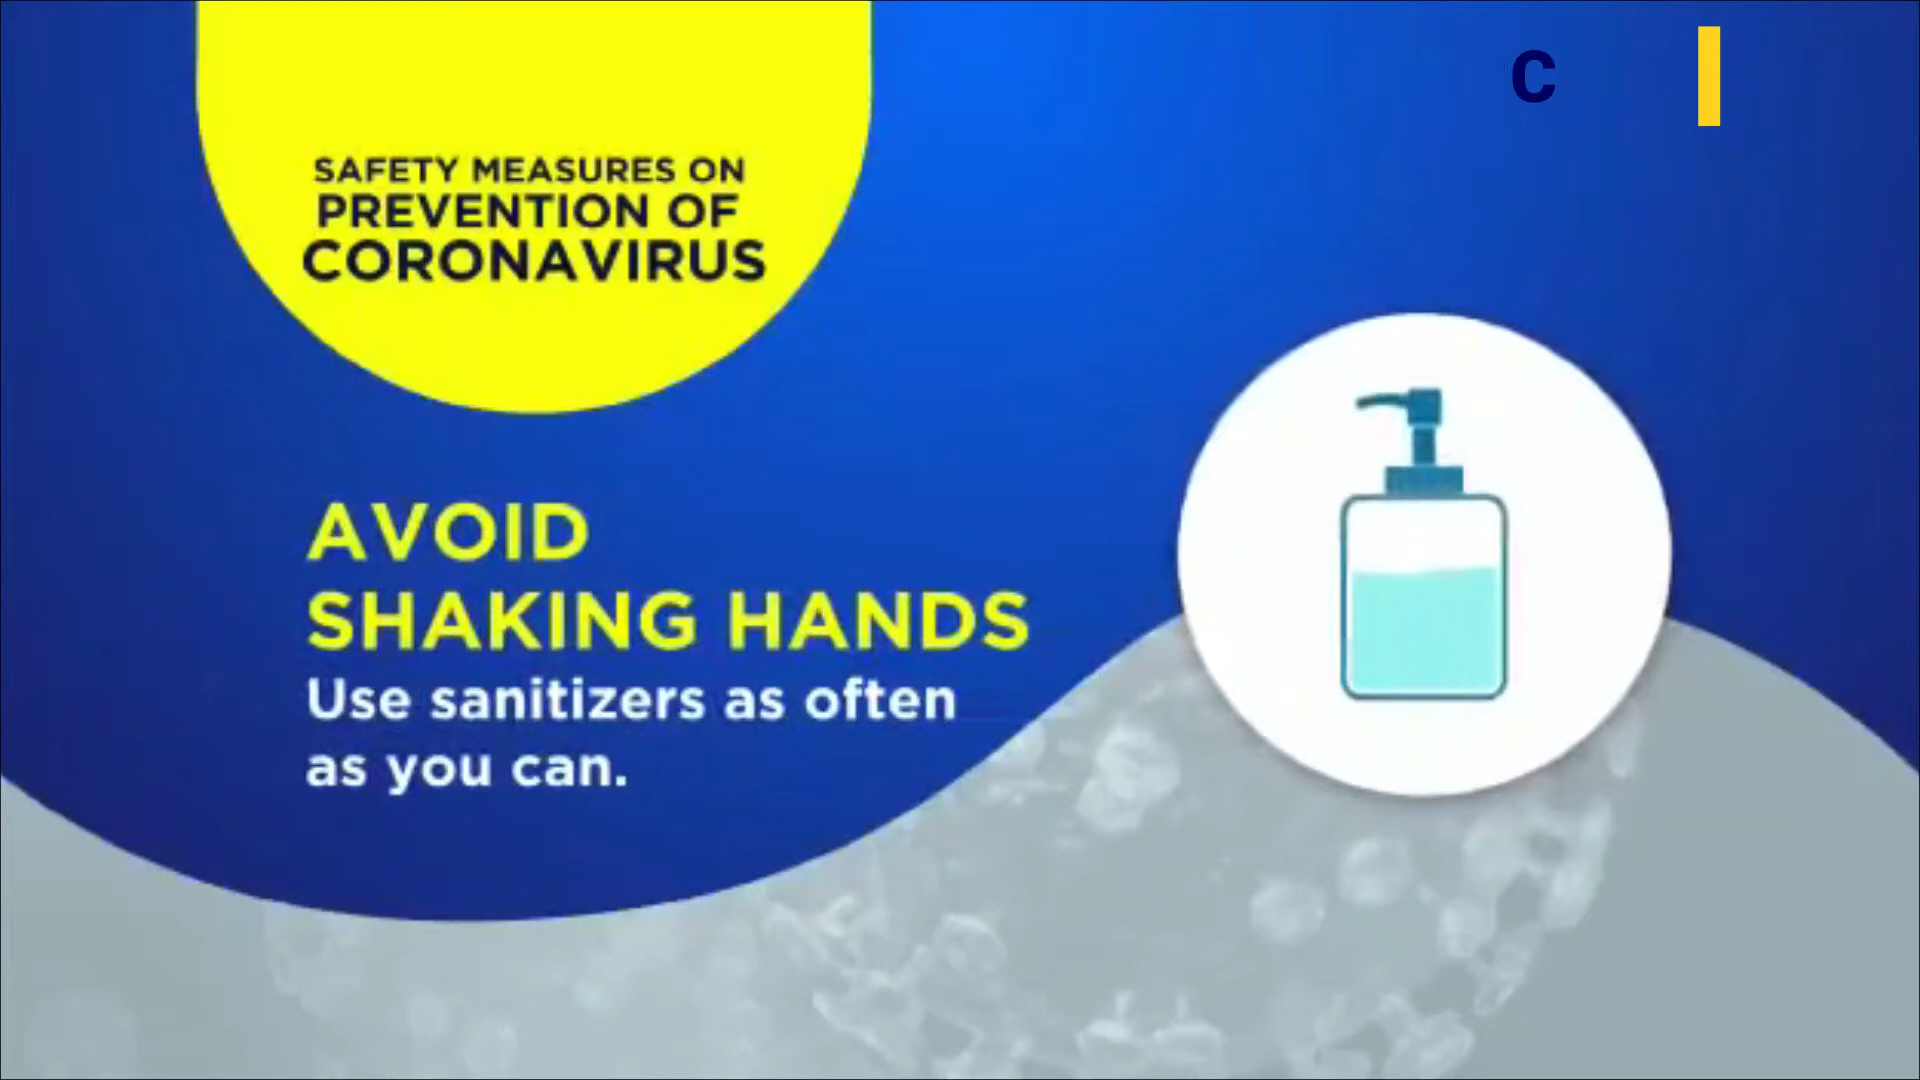 C
SAFETY MEASURES ON
PREVENTION OF
CORONAVIRUS
AVOID
SHAKING HANDS
Use sanitizers as often
as you can.